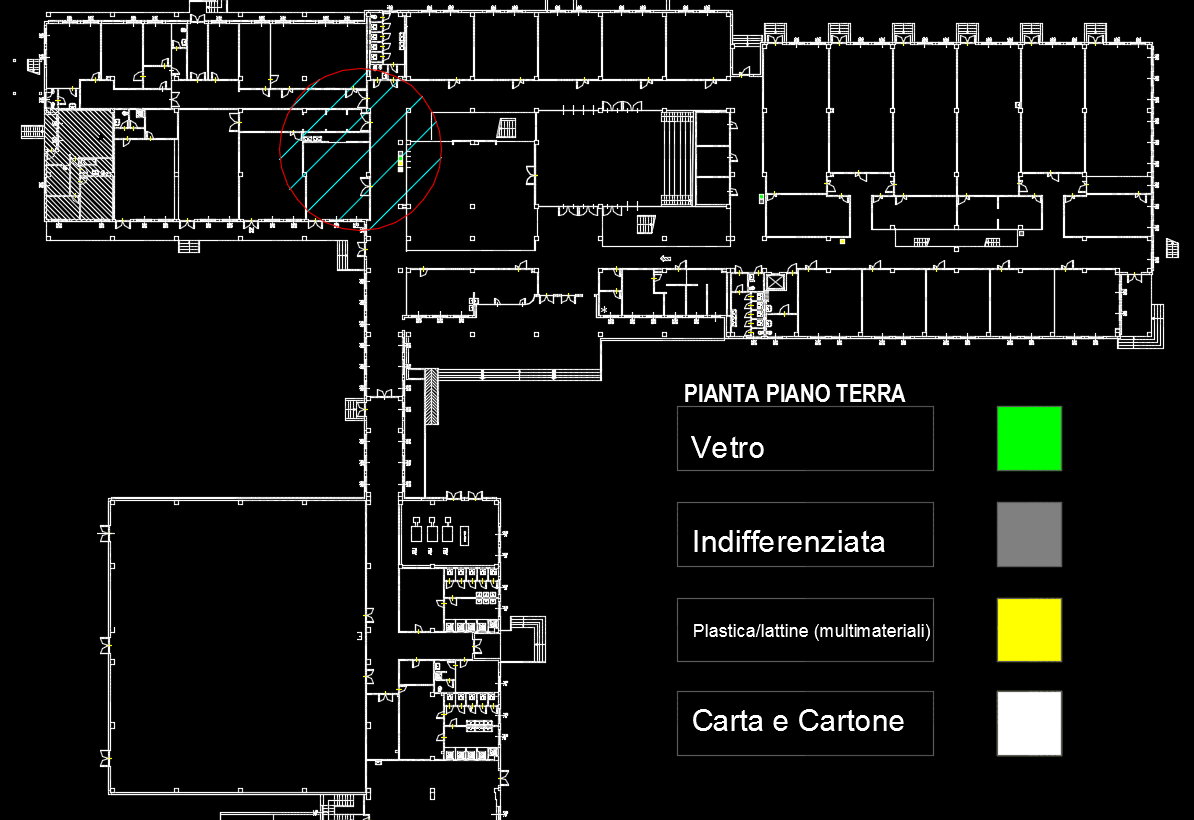 PIANTA PIANO TERRA
Vetro
Indifferenziata
Plastica/lattine (multimateriali)
Carta e Cartone